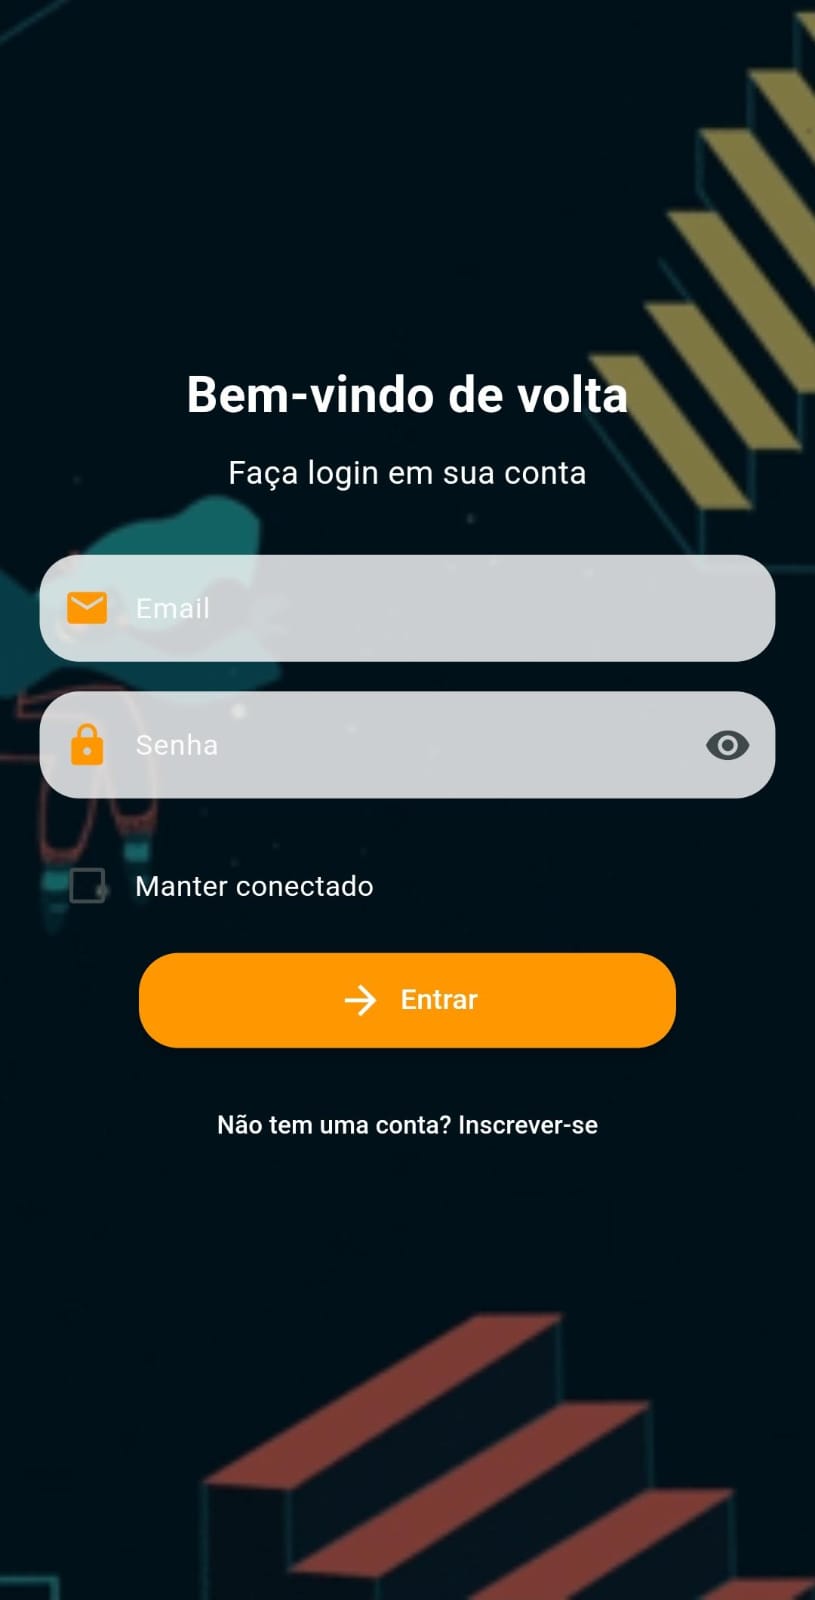 Bem-vindo de volta
Faça login em sua conta
Email
Senha
Manter conectado
Entrar
Não tem uma conta? Inscrever-se